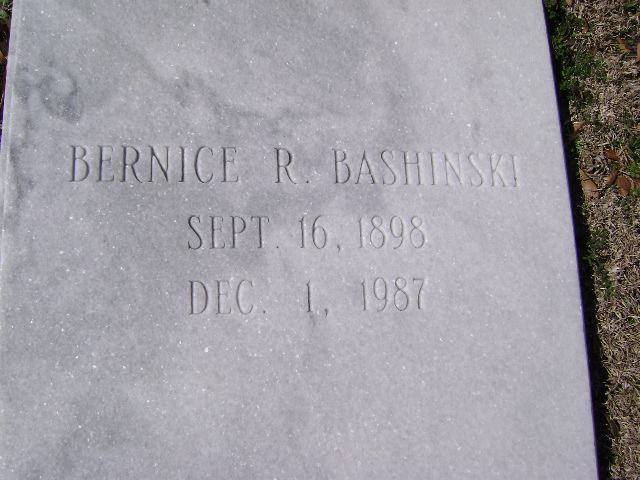 BERNICE R. BASHINSKI
SEPT. 16, 1898
DEC. 1, 1987